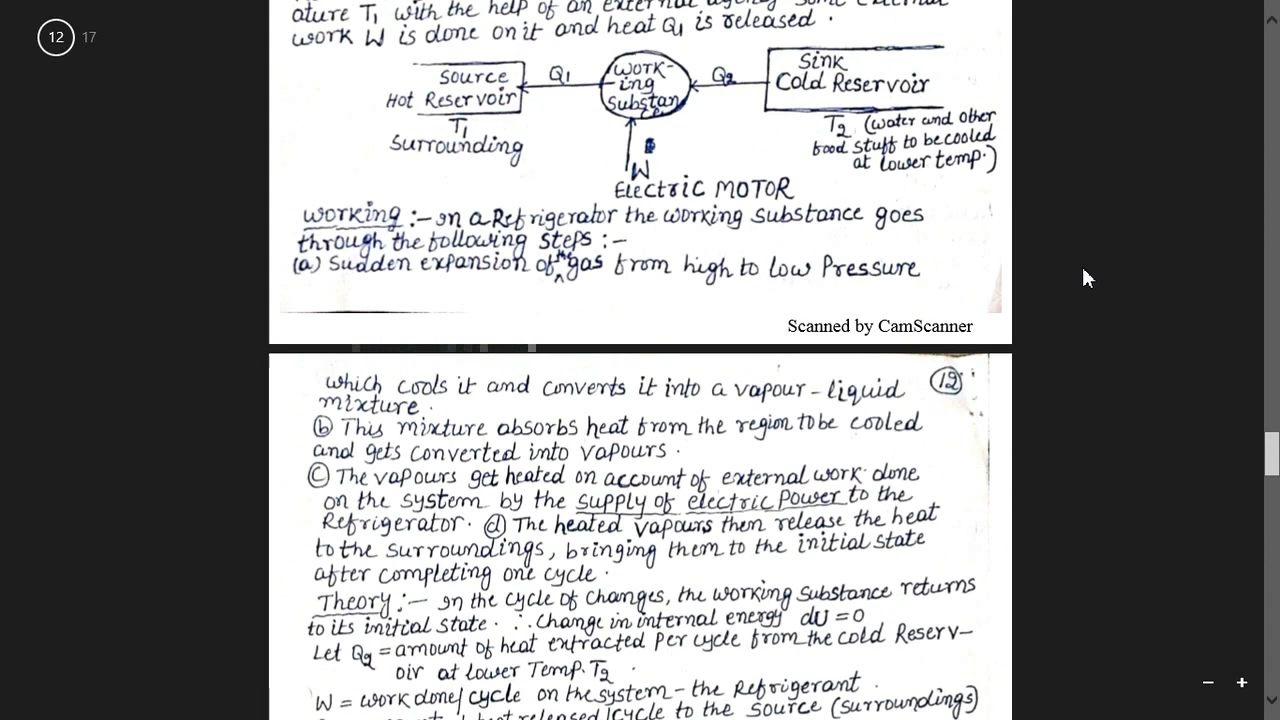 12 17
ature T1 with the help of an external agency some external
work W is done on it and heat Q1 is released.
Source
Hot Reservoir
T1
Surrounding
Q1
Work-
ing
Substan
ce
Q2
Sink
Cold Reservoir
T2 (water and other
food stuff to be cooled
at lower temp.)
W
Electric MOTOR
Working :- In a Refrigerator the working substance goes
through the following steps :-
(a) Sudden expansion of the gas from high to low Pressure
Scanned by CamScanner
12
which cools it and converts it into a vapour-liquid
mixture.
(b) This mixture absorbs heat from the region to be cooled
and gets converted into vapours.
(c) The vapours get heated on account of external work done
on the system by the supply of electric power to the
Refrigerator. (d) The heated vapours then release the heat
to the surroundings, bringing them to the initial state
after completing one cycle.
Theory :- In the cycle of changes, the working substance returns
to its initial state. ∴ Change in internal energy dU = 0
Let Q2 = amount of heat extracted per cycle from the cold Reserv-
oir at lower Temp. T2
W = work done/cycle on the system - the Refrigerant.
heat released/cycle to the source (surroundings)